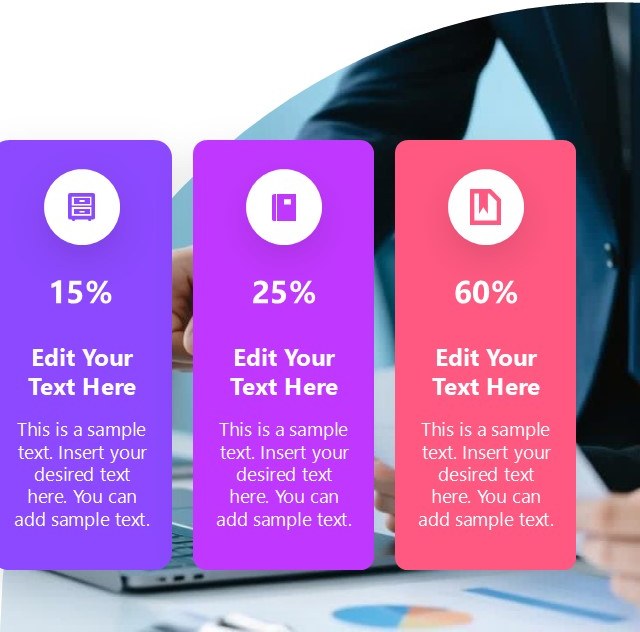 15%
Edit Your
Text Here
This is a sample
text. Insert your
desired text
here. You can
add sample text.
25%
Edit Your
Text Here
This is a sample
text. Insert your
desired text
here. You can
add sample text.
60%
Edit Your
Text Here
This is a sample
text. Insert your
desired text
here. You can
add sample text.